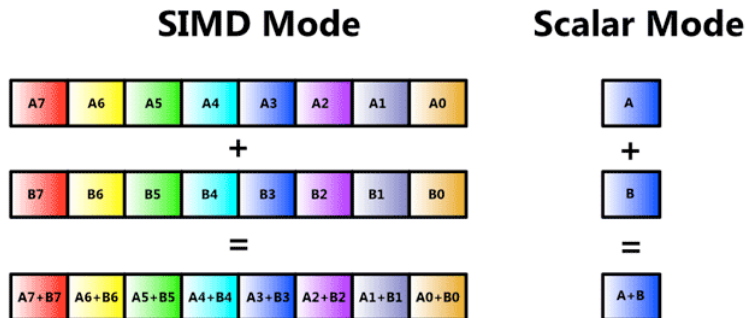 SIMD Mode Scalar Mode
A7 A6 A5 A4 A3 A2 A1 A0 A
+ +
B7 B6 B5 B4 B3 B2 B1 B0 B
= =
A7+B7 A6+B6 A5+B5 A4+B4 A3+B3 A2+B2 A1+B1 A0+B0 A+B